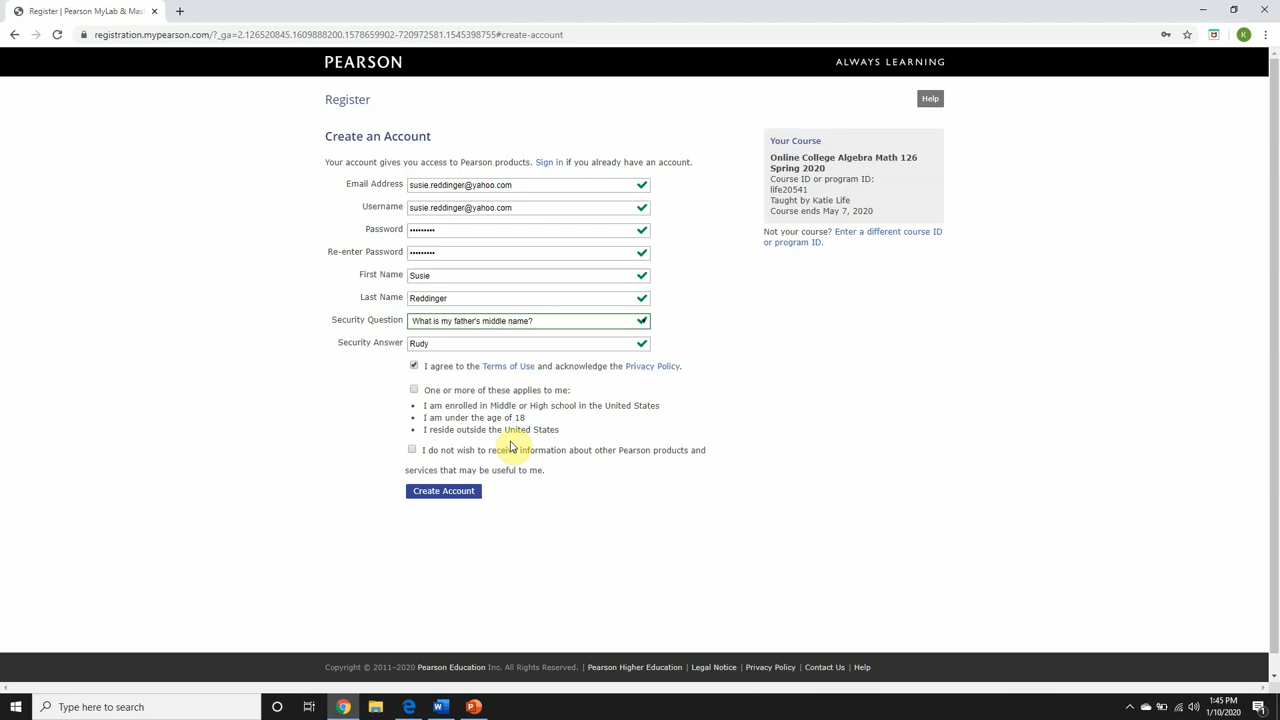 Register | Pearson MyLab & Mas
registration.mypearson.com/?_ga=2.126520845.1609888200.1578659902-720972581.1545398755#create-account
K
PEARSON
ALWAYS LEARNING
Register
Help
Create an Account
Your account gives you access to Pearson products. Sign in if you already have an account.
Email Address
susie.reddinger@yahoo.com
Username
susie.reddinger@yahoo.com
Password
Re-enter Password
First Name
Susie
Last Name
Reddinger
Security Question
What is my father's middle name?
Security Answer
Rudy
I agree to the Terms of Use and acknowledge the Privacy Policy.
One or more of these applies to me:
• I am enrolled in Middle or High school in the United States
• I am under the age of 18
• I reside outside the United States
I do not wish to receive information about other Pearson products and
services that may be useful to me.
Create Account
Your Course
Online College Algebra Math 126
Spring 2020
Course ID or program ID:
life20541
Taught by Katie Life
Course ends May 7, 2020
Not your course? Enter a different course ID
or program ID.
Copyright © 2011–2020 Pearson Education Inc. All Rights Reserved. | Pearson Higher Education | Legal Notice | Privacy Policy | Contact Us | Help
Type here to search
1:45 PM
1/10/2020